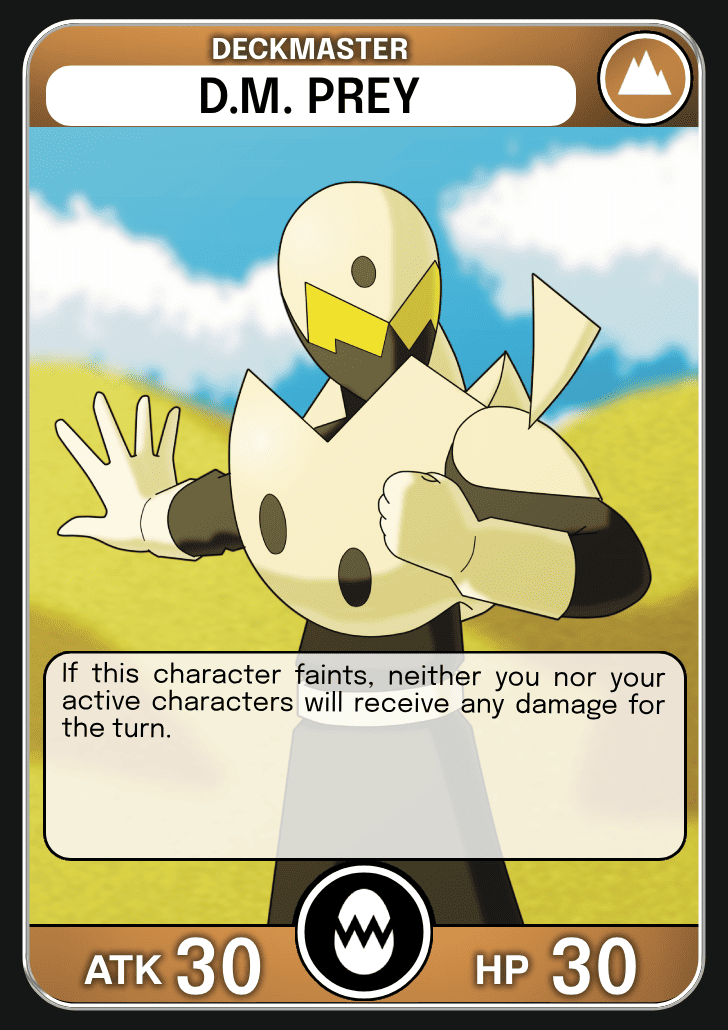 DECKMASTER
D.M. PREY
If this character faints, neither you nor your
active characters will receive any damage for
the turn.
ATK 30 HP 30